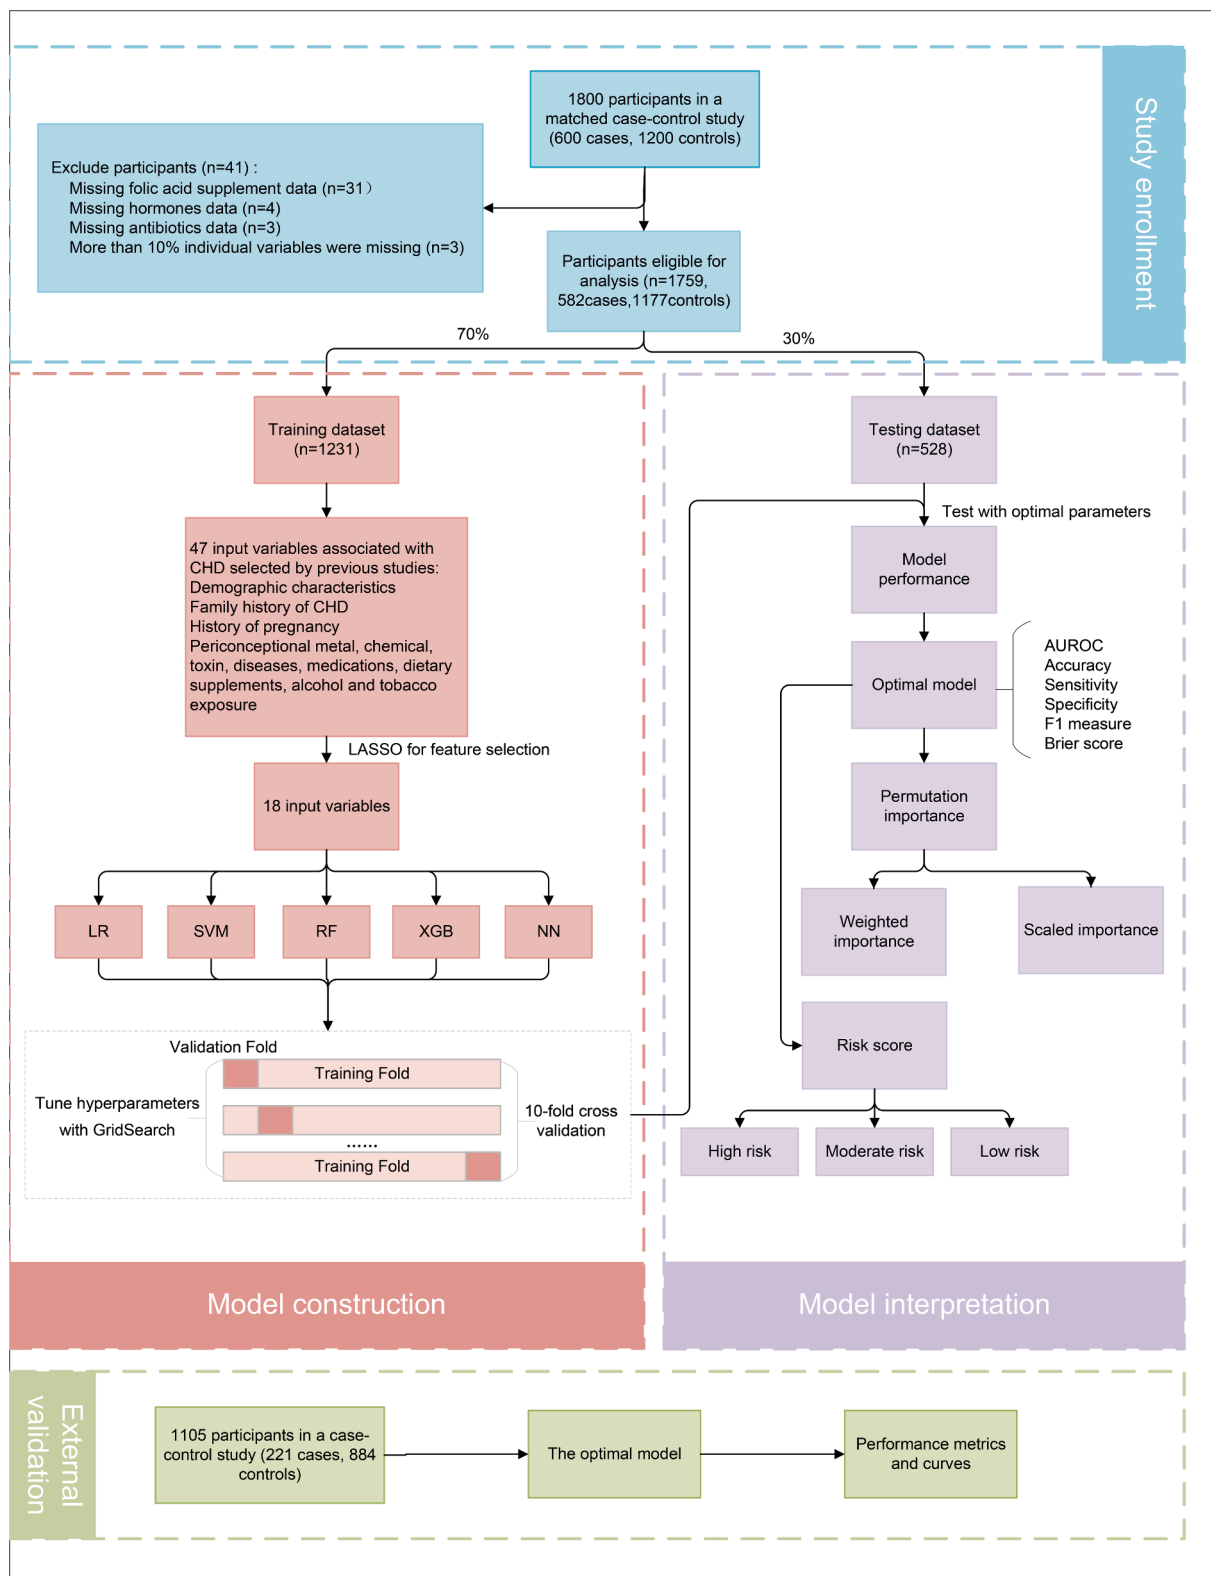 1800 participants in a
matched case-control study
(600 cases, 1200 controls)
Study enrollment
Exclude participants (n=41) :
Missing folic acid supplement data (n=31）
Missing hormones data (n=4)
Missing antibiotics data (n=3)
More than 10% individual variables were missing (n=3)
Participants eligible for
analysis (n=1759,
582cases,1177controls)
70%
30%
Training dataset
(n=1231)
47 input variables associated with
CHD selected by previous studies:
Demographic characteristics
Family history of CHD
History of pregnancy
Periconceptional metal, chemical,
toxin, diseases, medications, dietary
supplements, alcohol and tobacco
exposure
LASSO for feature selection
18 input variables
LR
SVM
RF
XGB
NN
Validation Fold
Training Fold
Tune hyperparameters
with GridSearch
......
Training Fold
10-fold cross
validation
Model construction
Testing dataset
(n=528)
Test with optimal parameters
Model
performance
Optimal model
AUROC
Accuracy
Sensitivity
Specificity
F1 measure
Brier score
Permutation
importance
Weighted
importance
Scaled importance
Risk score
High risk
Moderate risk
Low risk
Model interpretation
External
validation
1105 participants in a case-
control study (221 cases, 884
controls)
The optimal model
Performance metrics
and curves